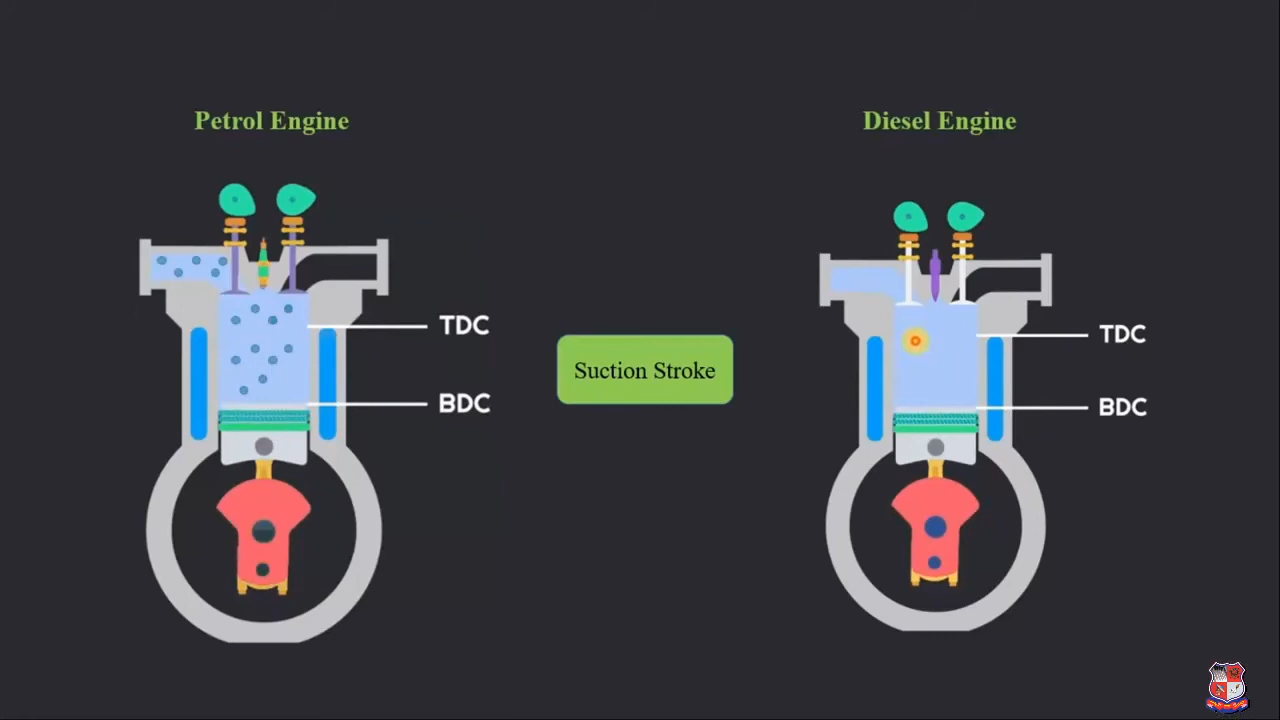 Petrol Engine
Diesel Engine
TDC
BDC
Suction Stroke
TDC
BDC